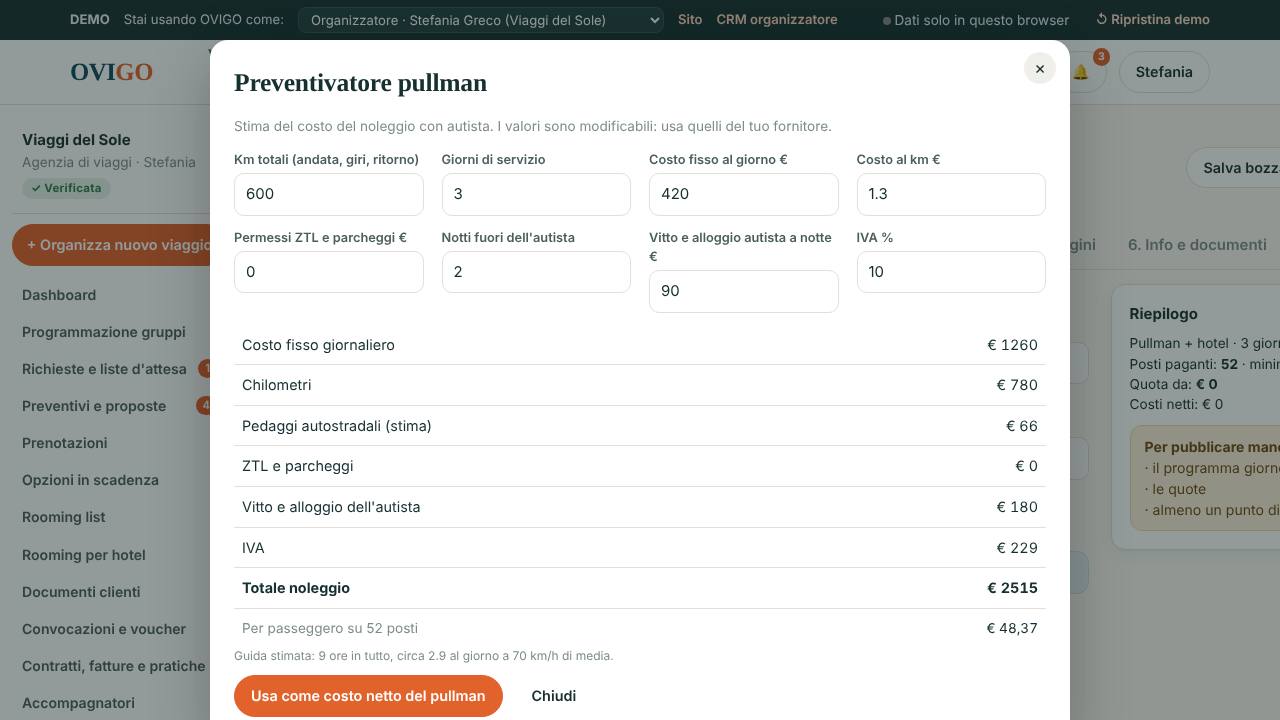 DEMO Stai usando OVIGO come: Organizzatore · Stefania Greco (Viaggi del Sole) Sito CRM organizzatore Dati solo in questo browser Ripristina demo
OVIGO
3
Stefania
Viaggi del Sole
Agenzia di viaggi · Stefania
✓ Verificata
+ Organizza nuovo viaggio
Dashboard
Programmazione gruppi
Richieste e liste d'attesa
Preventivi e proposte 4
Prenotazioni
Opzioni in scadenza
Rooming list
Rooming per hotel
Documenti clienti
Convocazioni e voucher
Contratti, fatture e pratiche
Accompagnatori
Preventivatore pullman
×
Stima del costo del noleggio con autista. I valori sono modificabili: usa quelli del tuo fornitore.
Km totali (andata, giri, ritorno) Giorni di servizio Costo fisso al giorno € Costo al km €
600 3 420 1.3
Permessi ZTL e parcheggi € Notti fuori dell'autista Vitto e alloggio autista a notte € IVA %
0 2 90 10
Costo fisso giornaliero € 1260
Chilometri € 780
Pedaggi autostradali (stima) € 66
ZTL e parcheggi € 0
Vitto e alloggio dell'autista € 180
IVA € 229
Totale noleggio € 2515
Per passeggero su 52 posti € 48,37
Guida stimata: 9 ore in tutto, circa 2.9 al giorno a 70 km/h di media.
Usa come costo netto del pullman Chiudi
Salva bozz
gini 6. Info e documenti
Riepilogo
Pullman + hotel · 3 gior
Posti paganti: 52 · mini
Quota da: € 0
Costi netti: € 0
Per pubblicare man
· il programma giorn
· le quote
· almeno un punto di